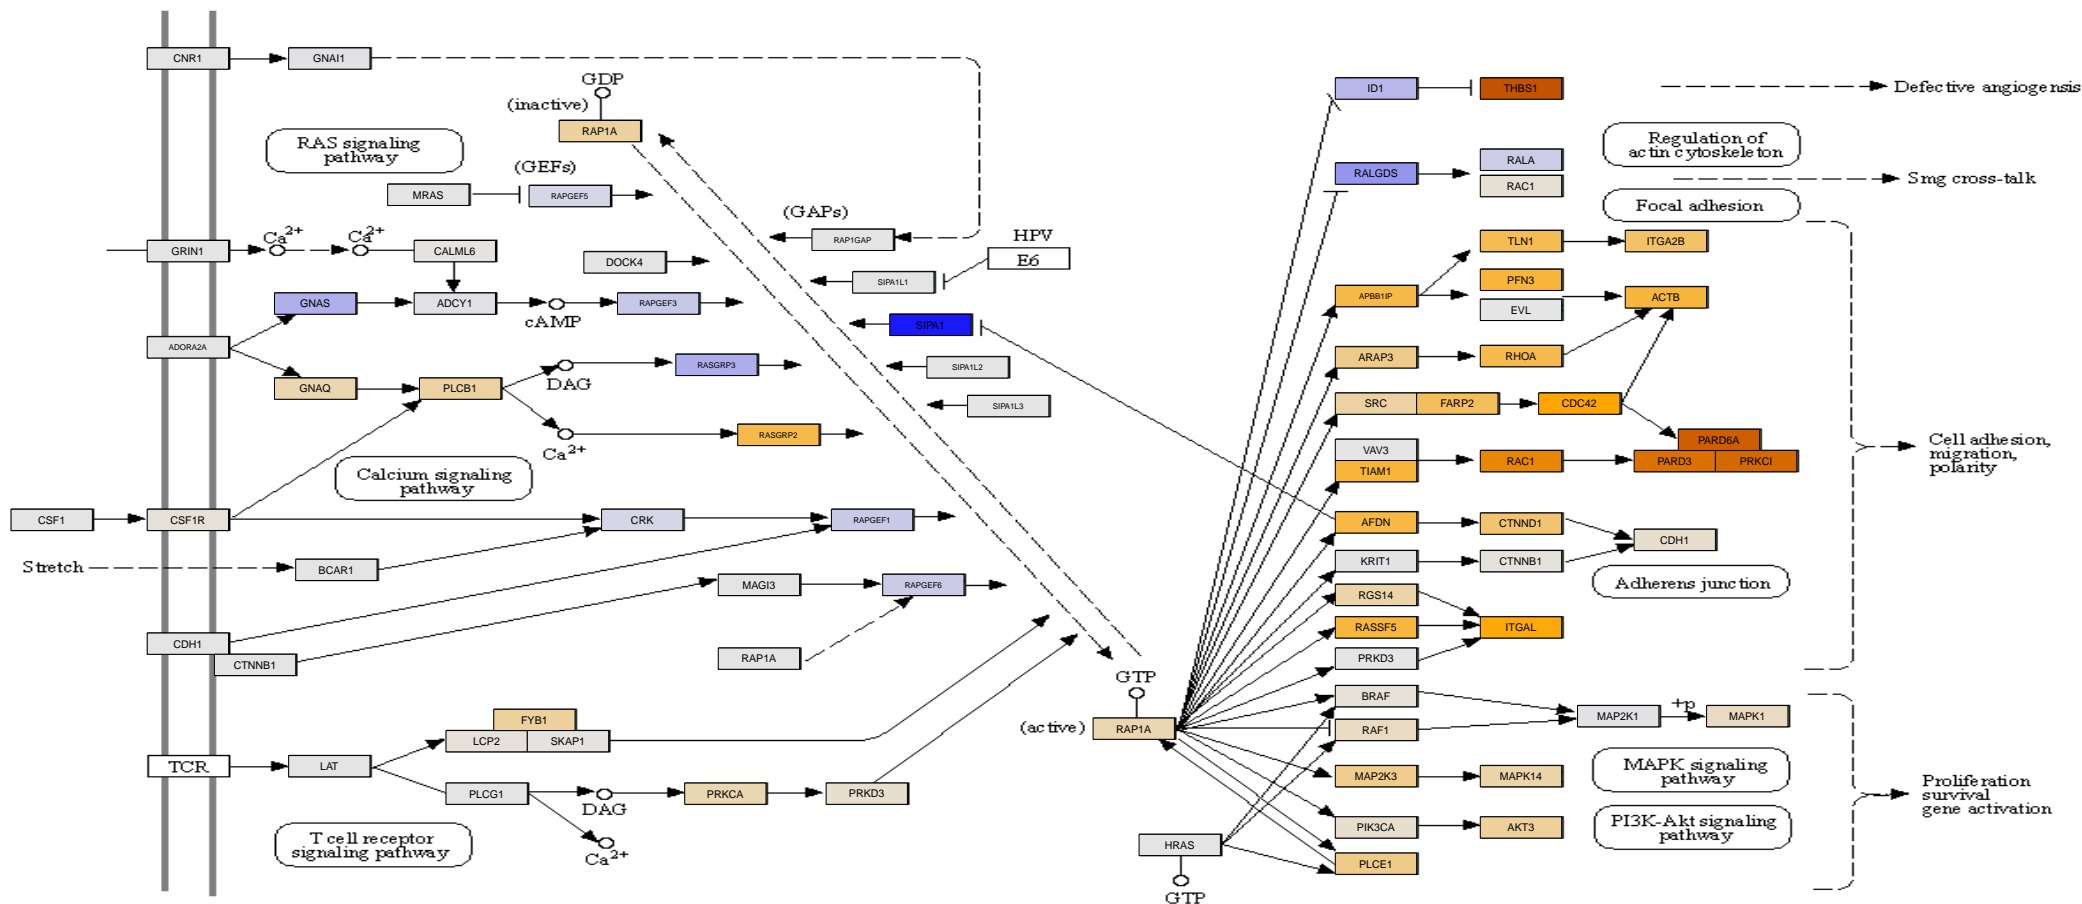 CNR1
GNAI1
GDP
(inactive)
RAP1A
RAS signaling
pathway
(GEFs)
MRAS
RAPGEF5
(GAPs)
RAP1GAP
HPV
E6
GRIN1
Ca2+
Ca2+
CALML6
DOCK4
SIPA1L1
GNAS
ADCY1
cAMP
RAPGEF3
SIPA1
ADORA2A
GNAQ
PLCB1
DAG
RASGRP3
SIPA1L2
SIPA1L3
Ca2+
RASGRP2
Calcium signaling
pathway
CSF1
CSF1R
CRK
RAPGEF1
Stretch
BCAR1
MAGI3
RAPGEF6
CDH1
CTNNB1
RAP1A
FYB1
LCP2
SKAP1
TCR
LAT
PLCG1
DAG
PRKCA
PRKD3
Ca2+
T cell receptor
signaling pathway
GTP
(active)
RAP1A
HRAS
GTP
ID1
THBS1
Defective angiogensis
Regulation of
actin cytoskeleton
RALGDS
RALA
RAC1
Smg cross-talk
Focal adhesion
TLN1
ITGA2B
APBB1IP
PFN3
EVL
ACTB
ARAP3
RHOA
SRC
FARP2
CDC42
VAV3
TIAM1
RAC1
PARD6A
PARD3
PRKCI
Cell adhesion,
migration,
polarity
AFDN
CTNND1
CDH1
KRIT1
CTNNB1
Adherens junction
RGS14
RASSF5
ITGAL
PRKD3
BRAF
RAF1
MAP2K1
+p
MAPK1
MAP2K3
MAPK14
MAPK signaling
pathway
PIK3CA
AKT3
PI3K-Akt signaling
pathway
PLCE1
Proliferation
survival
gene activation